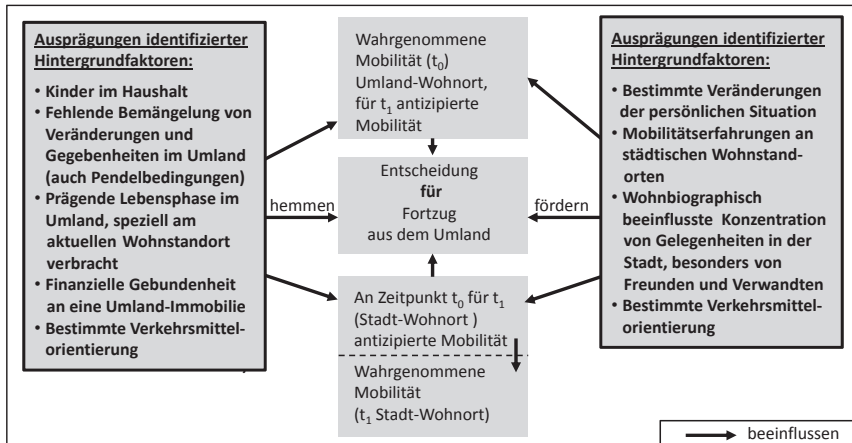 Ausprägungen identifizierter
Hintergrundfaktoren:
• Kinder im Haushalt
• Fehlende Bemängelung von
Veränderungen und
Gegebenheiten im Umland
(auch Pendelbedingungen)
• Prägende Lebensphase im
Umland, speziell am
aktuellen Wohnstandort
verbracht
• Finanzielle Gebundenheit
an eine Umland-Immobilie
• Bestimmte Verkehrsmittel-
orientierung
hemmen
Wahrgenommene
Mobilität (t0)
Umland-Wohnort,
für t1 antizipierte
Mobilität
Entscheidung
für
Fortzug
aus dem Umland
An Zeitpunkt t0 für t1
(Stadt-Wohnort )
antizipierte Mobilität
Wahrgenommene
Mobilität
(t1 Stadt-Wohnort)
fördern
Ausprägungen identifizierter
Hintergrundfaktoren:
• Bestimmte Veränderungen
der persönlichen Situation
• Mobilitätserfahrungen an
städtischen Wohnstand-
orten
• Wohnbiographisch
beeinflusste Konzentration
von Gelegenheiten in der
Stadt, besonders von
Freunden und Verwandten
• Bestimmte Verkehrsmittel-
orientierung
beeinflussen